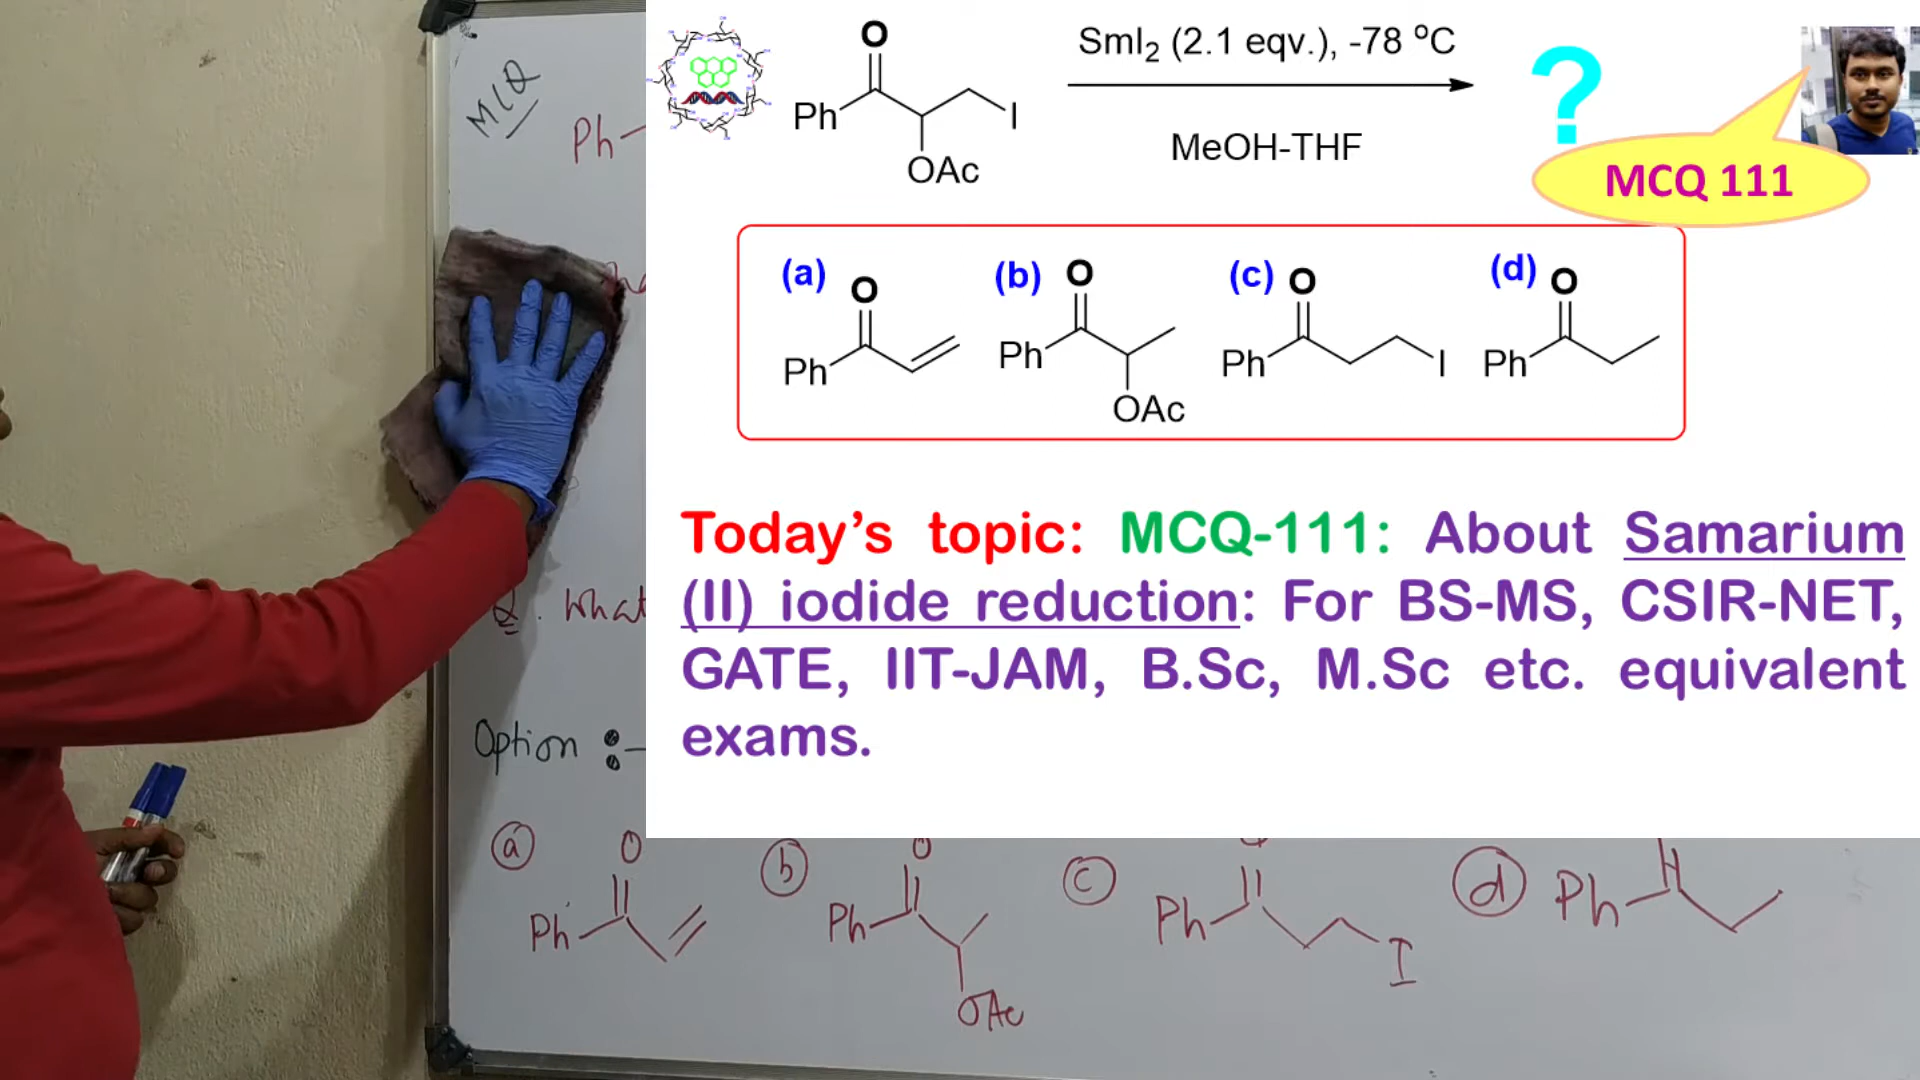 MCQ
Ph
O
Ph
I
OAc
SmI₂ (2.1 eqv.), -78 ºC
MeOH-THF
?
MCQ 111
(a)
O
Ph
(b)
O
Ph
OAc
(c)
O
Ph
I
(d)
O
Ph
Today's topic: MCQ-111: About Samarium
(II) iodide reduction: For BS-MS, CSIR-NET,
GATE, IIT-JAM, B.Sc, M.Sc etc. equivalent
exams.
Q. What
Option :-
a
O
Ph
b
O
Ph
OAc
c
Ph
I
d
Ph